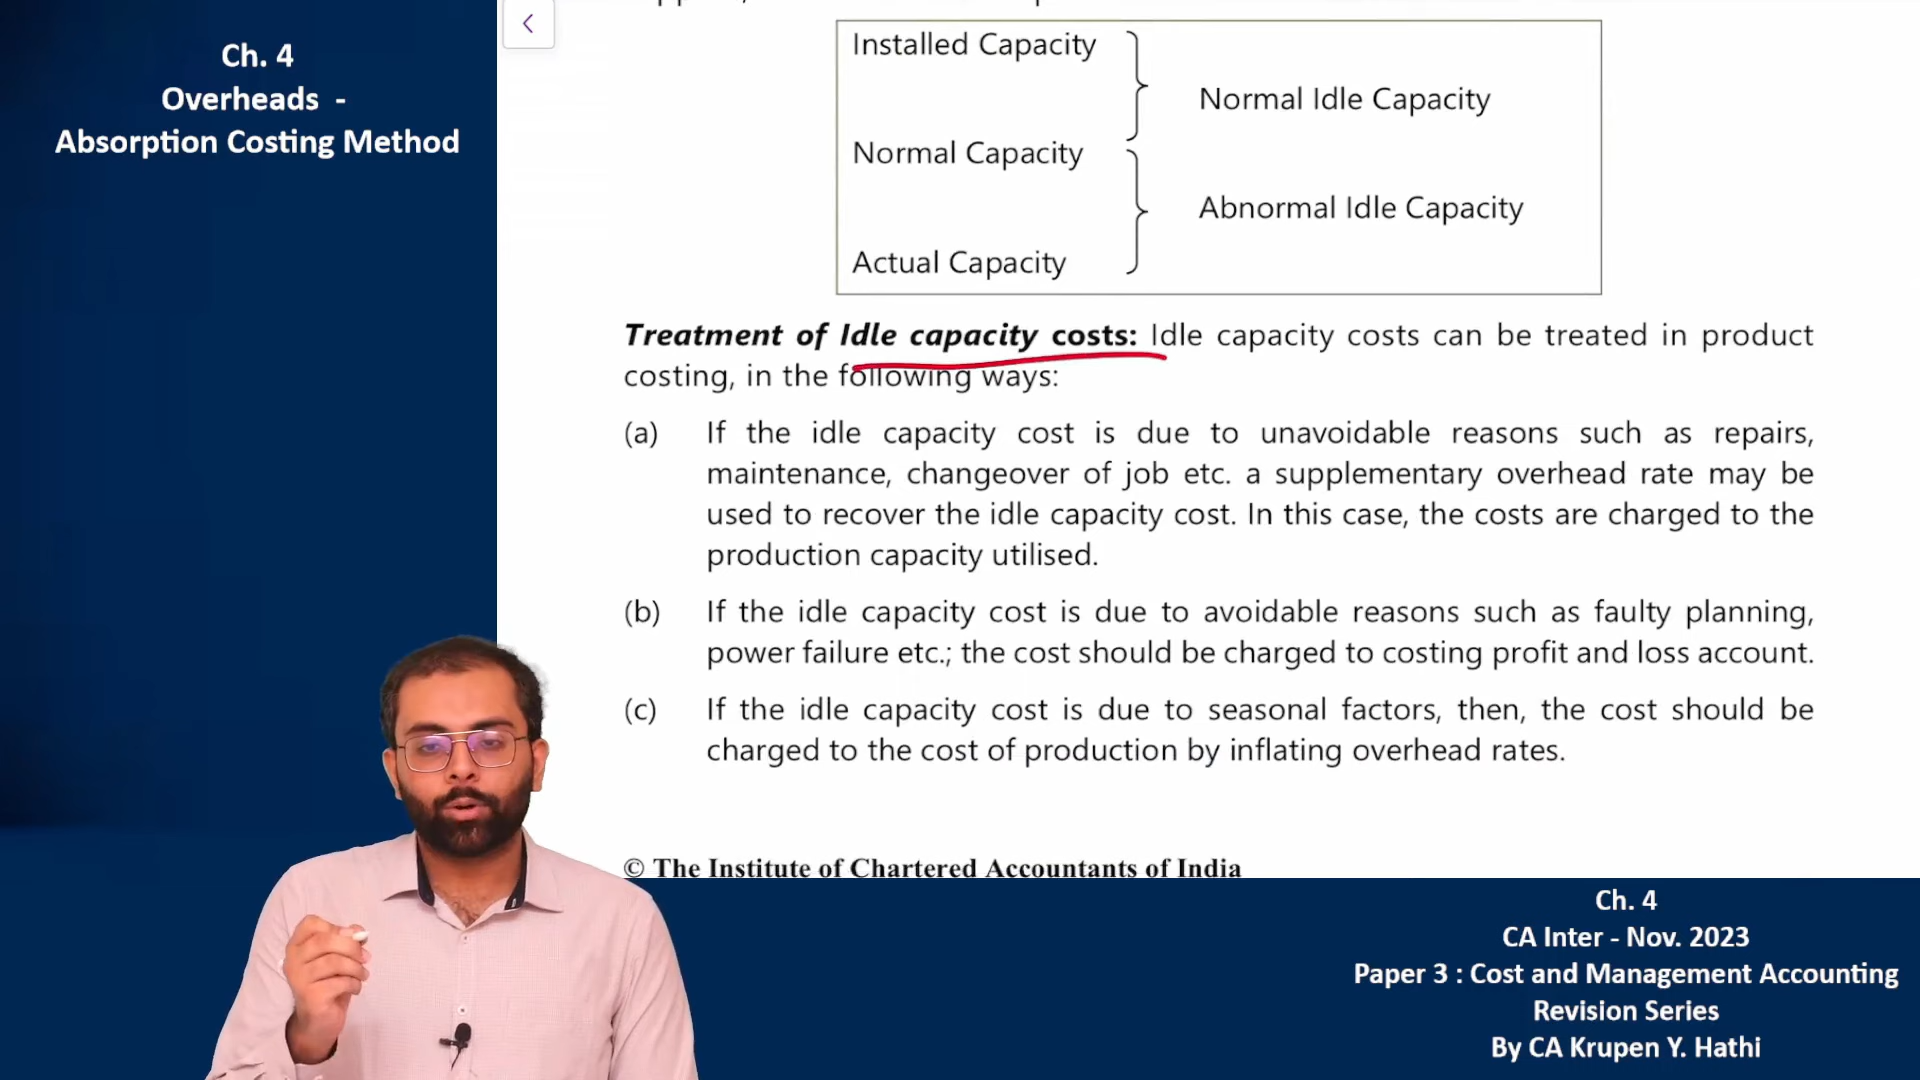 Ch. 4
Overheads -
Absorption Costing Method
Installed Capacity
Normal Idle Capacity
Normal Capacity
Abnormal Idle Capacity
Actual Capacity
Treatment of Idle capacity costs: Idle capacity costs can be treated in product
costing, in the following ways:
(a) If the idle capacity cost is due to unavoidable reasons such as repairs,
maintenance, changeover of job etc. a supplementary overhead rate may be
used to recover the idle capacity cost. In this case, the costs are charged to the
production capacity utilised.
(b) If the idle capacity cost is due to avoidable reasons such as faulty planning,
power failure etc.; the cost should be charged to costing profit and loss account.
(c) If the idle capacity cost is due to seasonal factors, then, the cost should be
charged to the cost of production by inflating overhead rates.
© The Institute of Chartered Accountants of India
Ch. 4
CA Inter - Nov. 2023
Paper 3 : Cost and Management Accounting
Revision Series
By CA Krupen Y. Hathi